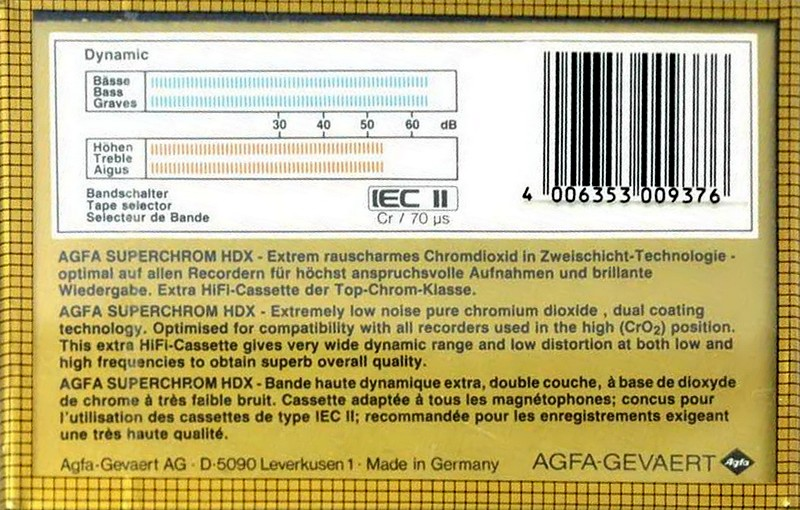 Dynamic
Bässe
Bass
Graves
30 40 50 60 dB
Höhen
Treble
Aigus
Bandschalter
Tape selector
Selecteur de Bande
IEC II
Cr / 70 µs
4 006353 009376
AGFA SUPERCHROM HDX - Extrem rauscharmes Chromdioxid in Zweischicht-Technologie -
optimal auf allen Recordern für höchst anspruchsvolle Aufnahmen und brillante
Wiedergabe. Extra HiFi-Cassette der Top-Chrom-Klasse.
AGFA SUPERCHROM HDX - Extremely low noise pure chromium dioxide , dual coating
technology. Optimised for compatibility with all recorders used in the high (CrO₂) position.
This extra HiFi-Cassette gives very wide dynamic range and low distortion at both low and
high frequencies to obtain superb overall quality.
AGFA SUPERCHROM HDX - Bande haute dynamique extra, double couche, à base de dioxyde
de chrome à très faible bruit. Cassette adaptée à tous les magnétophones; concus pour
l'utilisation des cassettes de type IEC II; recommandée pour les enregistrements exigeant
une très haute qualité.
Agfa-Gevaert AG · D-5090 Leverkusen 1 · Made in Germany
AGFA-GEVAERT Agfa